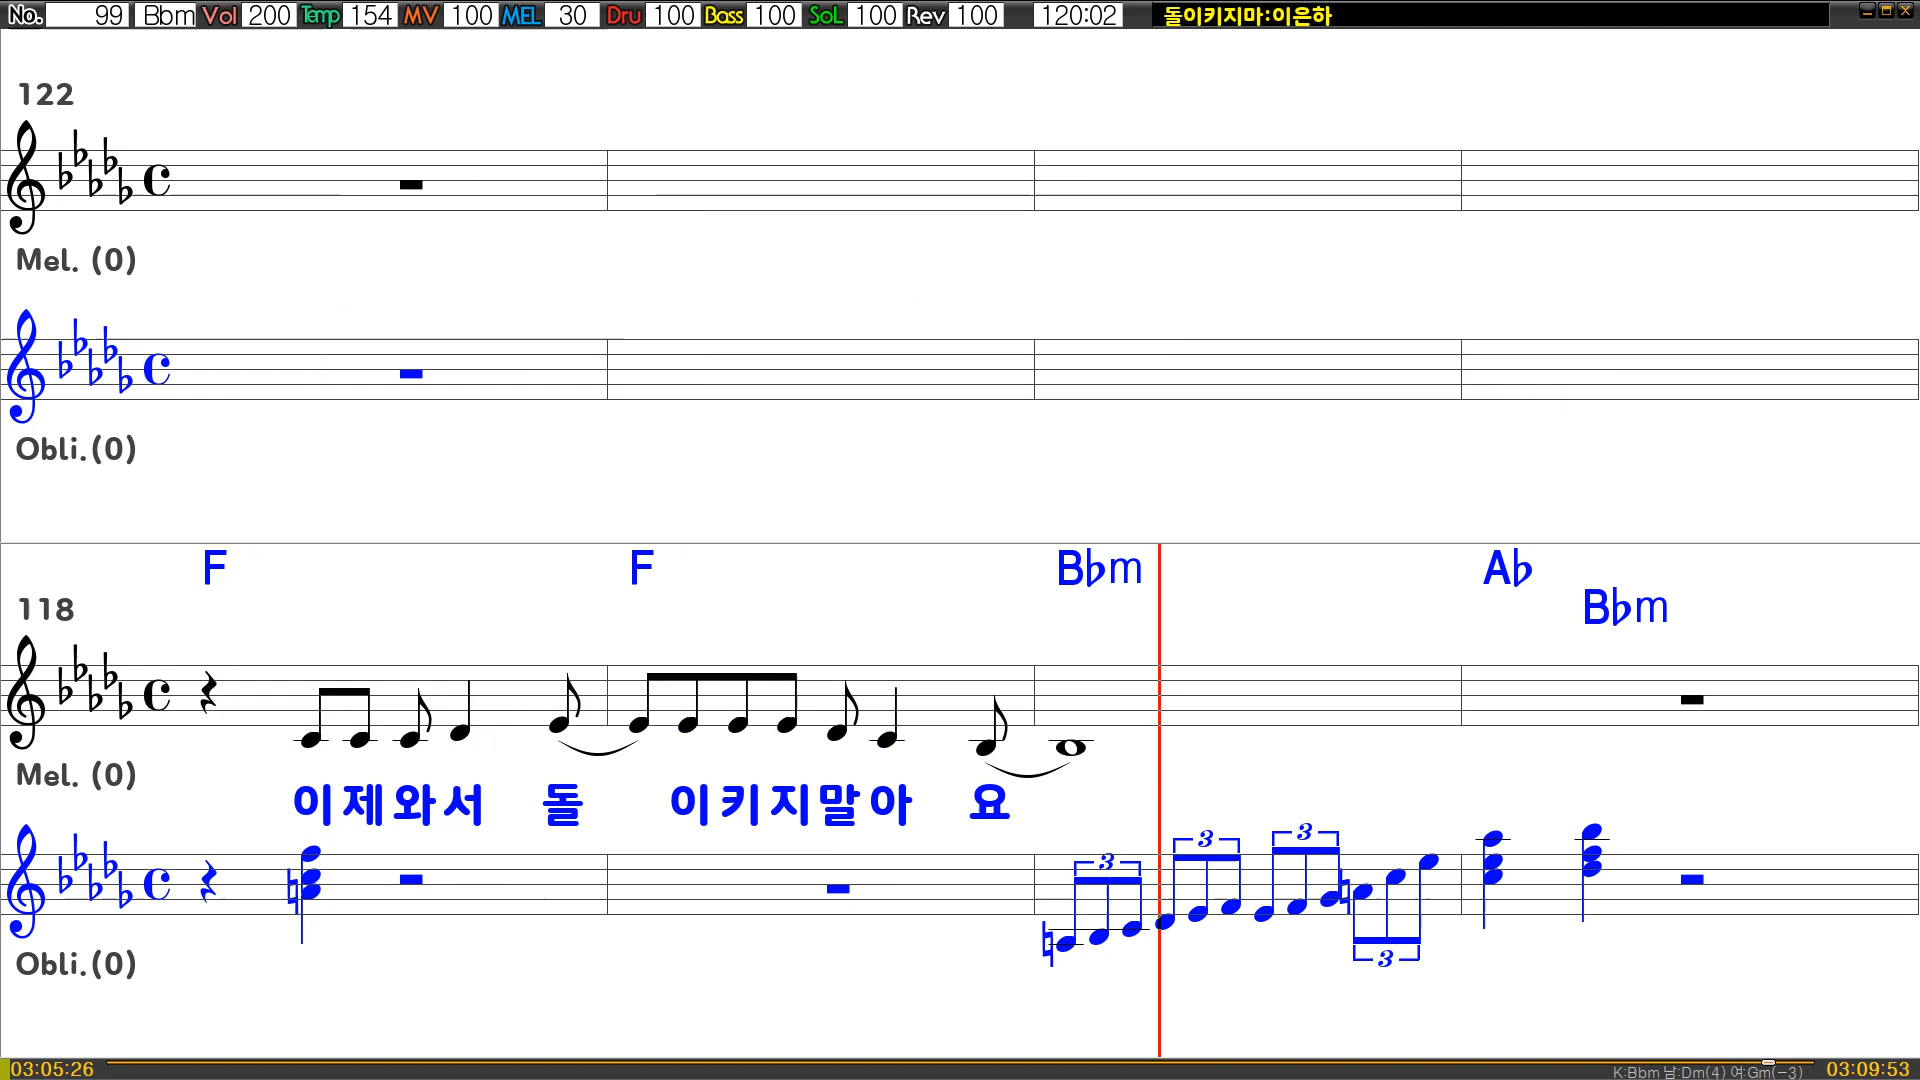 No. 99 Bbm Vol 200 Temp 154 MV 100 MEL 30 Dru 100 Bass 100 SoL 100 Rev 100 120:02 돌이키지마:이은하
122
Mel. (0)
Obli.(0)
F F B♭m A♭
B♭m
118
Mel. (0)
이제와서 돌 이키지말아 요
3 3 3
3
Obli.(0)
03:05:26 K:Bbm 남:Dm(4) 여:Gm(-3) 03:09:53